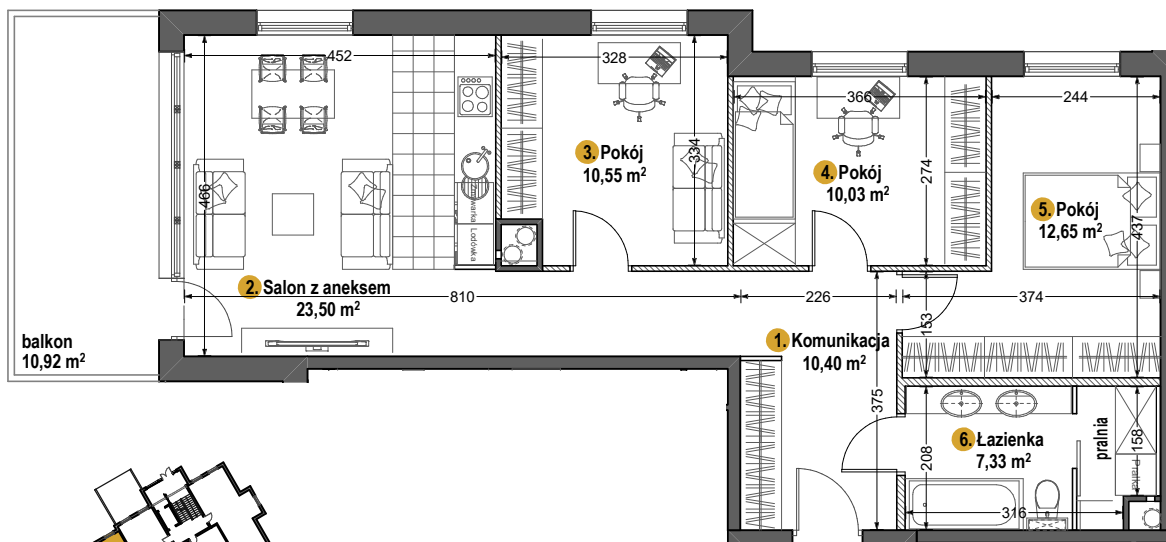 452
328
366
244
466
334
274
437
3. Pokój
10,55 m²
4. Pokój
10,03 m²
5. Pokój
12,65 m²
Zmywarka
Lodówka
2. Salon z aneksem
23,50 m²
810
226
374
153
balkon
10,92 m²
1. Komunikacja
10,40 m²
375
208
6. Łazienka
7,33 m²
pralnia
158
Pralka
316